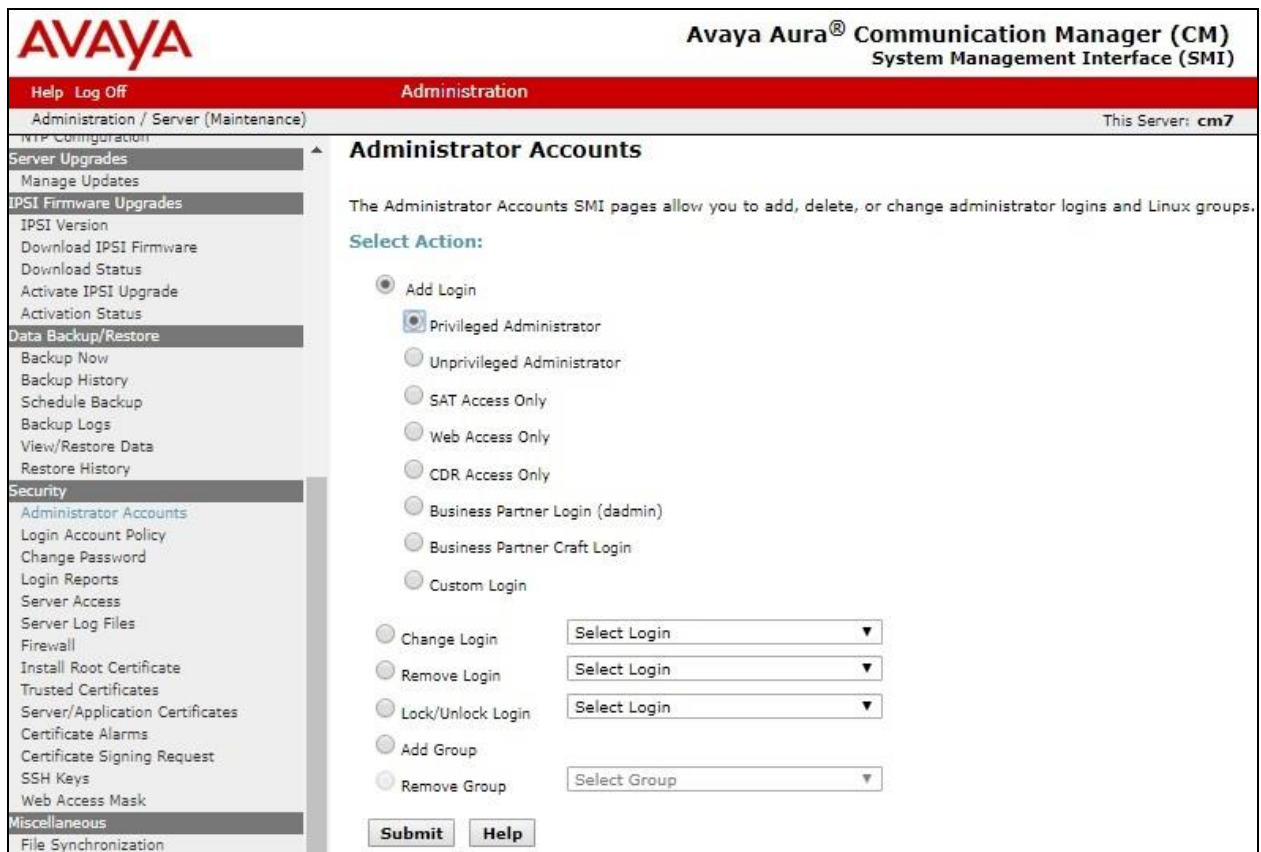 AVAYA
Avaya Aura® Communication Manager (CM)
System Management Interface (SMI)
Help Log Off
Administration
Administration / Server (Maintenance)
This Server: cm7
NTP Configuration
Server Upgrades
Manage Updates
IPSI Firmware Upgrades
IPSI Version
Download IPSI Firmware
Download Status
Activate IPSI Upgrade
Activation Status
Data Backup/Restore
Backup Now
Backup History
Schedule Backup
Backup Logs
View/Restore Data
Restore History
Security
Administrator Accounts
Login Account Policy
Change Password
Login Reports
Server Access
Server Log Files
Firewall
Install Root Certificate
Trusted Certificates
Server/Application Certificates
Certificate Alarms
Certificate Signing Request
SSH Keys
Web Access Mask
Miscellaneous
File Synchronization
Administrator Accounts
The Administrator Accounts SMI pages allow you to add, delete, or change administrator logins and Linux groups.
Select Action:
Add Login
Privileged Administrator
Unprivileged Administrator
SAT Access Only
Web Access Only
CDR Access Only
Business Partner Login (dadmin)
Business Partner Craft Login
Custom Login
Change Login Select Login
Remove Login Select Login
Lock/Unlock Login Select Login
Add Group
Remove Group Select Group
Submit Help